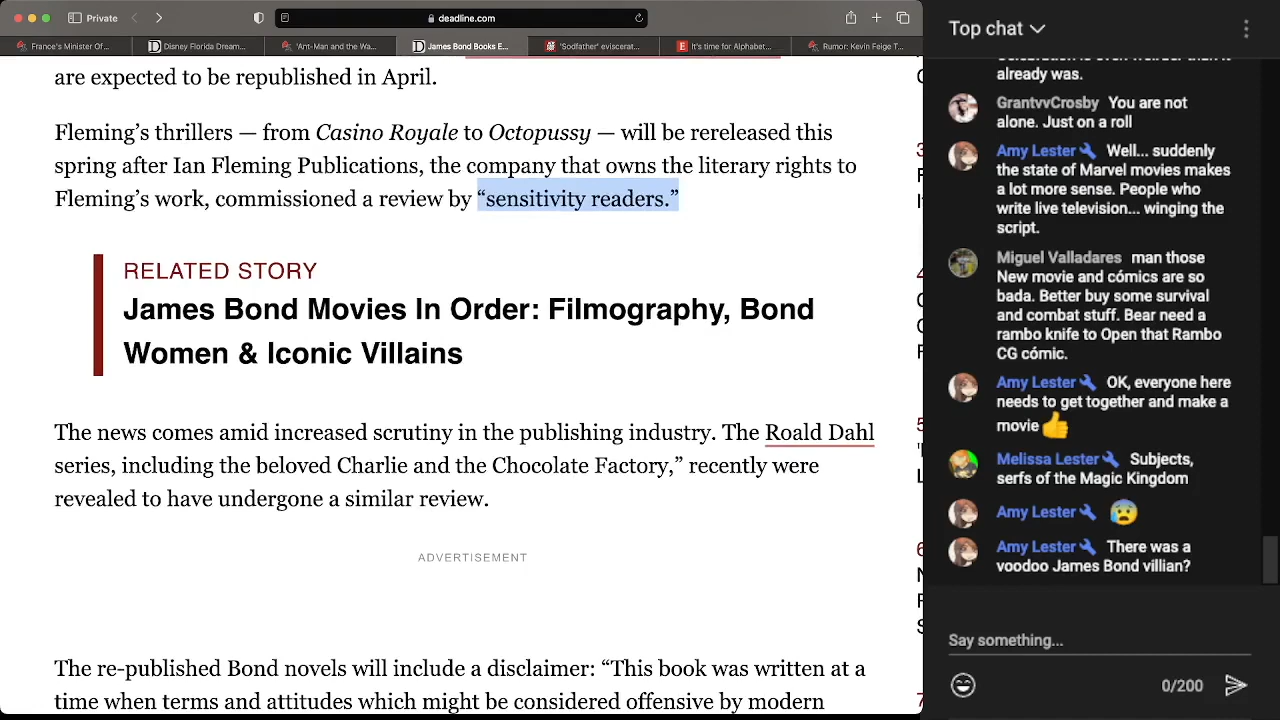 Private
deadline.com
France's Minister Of...
Disney Florida Dream...
'Ant-Man and the Wa...
James Bond Books E...
'Sodfather' eviscerat...
It's time for Alphabet...
Rumor: Kevin Feige T...
are expected to be republished in April.
Fleming's thrillers — from Casino Royale to Octopussy — will be rereleased this
spring after Ian Fleming Publications, the company that owns the literary rights to
Fleming's work, commissioned a review by “sensitivity readers.”
RELATED STORY
James Bond Movies In Order: Filmography, Bond
Women & Iconic Villains
The news comes amid increased scrutiny in the publishing industry. The Roald Dahl
series, including the beloved Charlie and the Chocolate Factory,” recently were
revealed to have undergone a similar review.
ADVERTISEMENT
The re-published Bond novels will include a disclaimer: “This book was written at a
time when terms and attitudes which might be considered offensive by modern
Top chat
already was.
GrantvvCrosby You are not
alone. Just on a roll
Amy Lester Well... suddenly
the state of Marvel movies makes
a lot more sense. People who
write live television... winging the
script.
Miguel Valladares man those
New movie and cómics are so
bada. Better buy some survival
and combat stuff. Bear need a
rambo knife to Open that Rambo
CG cómic.
Amy Lester OK, everyone here
needs to get together and make a
movie 👍
Melissa Lester Subjects,
serfs of the Magic Kingdom
Amy Lester 😰
Amy Lester There was a
voodoo James Bond villian?
Say something...
0/200